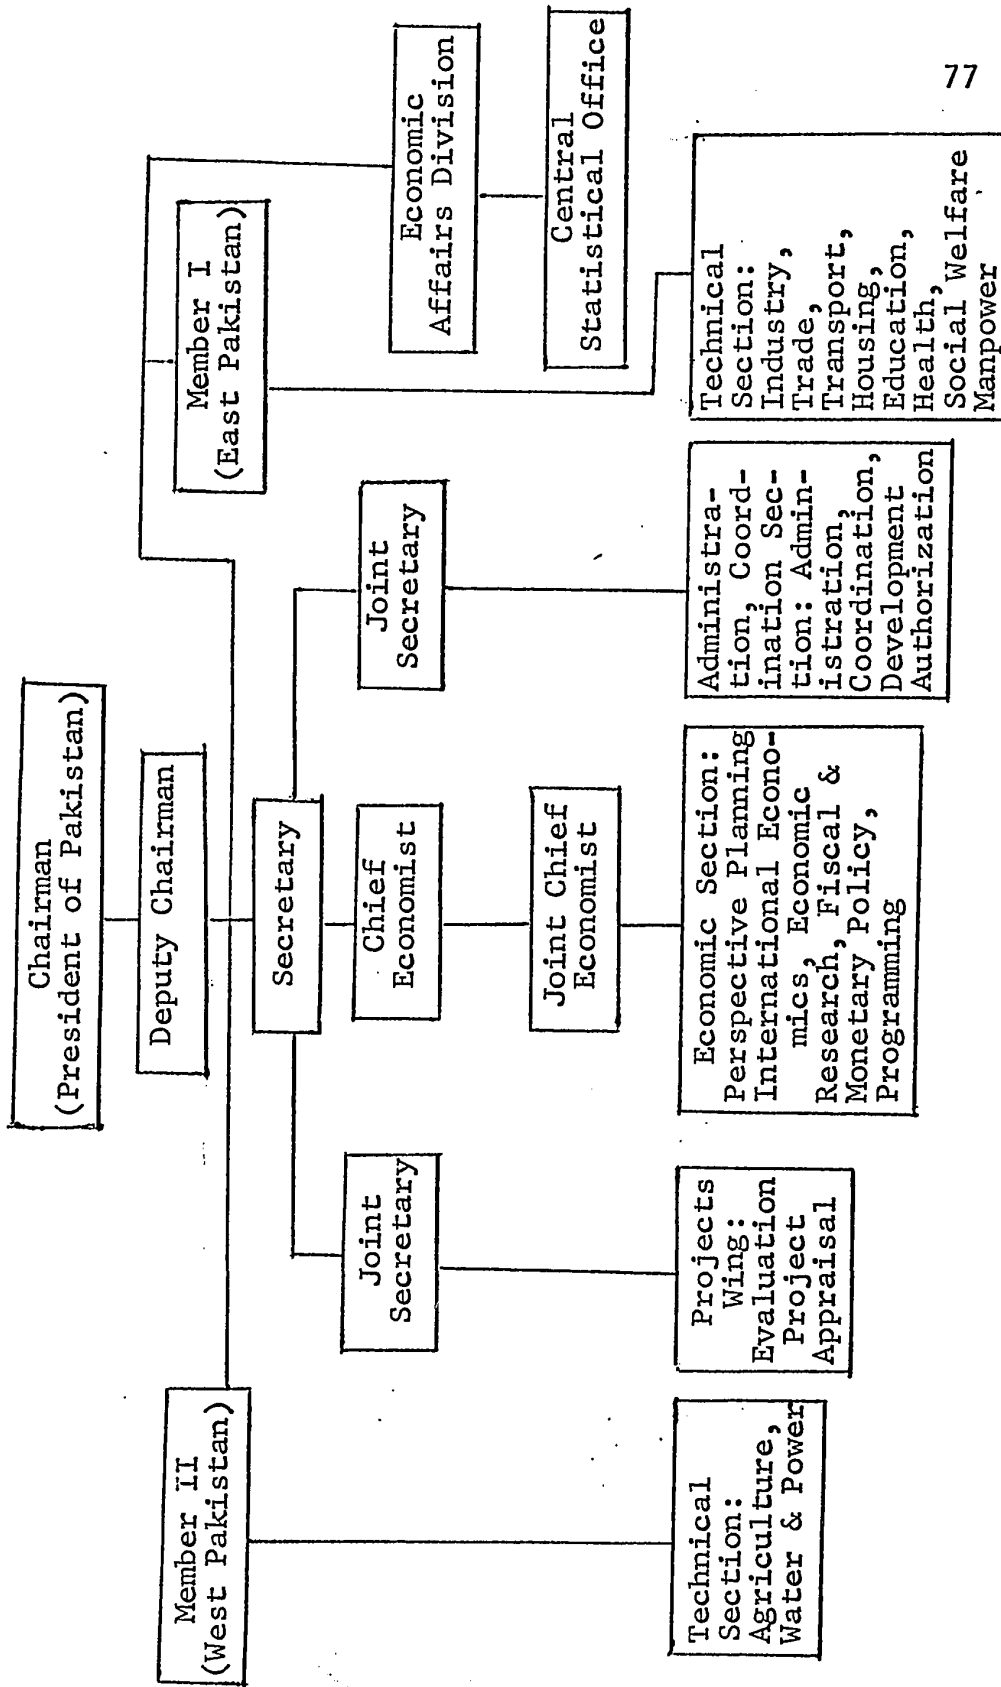 Chairman
(President of Pakistan)
Deputy Chairman
Member II
(West Pakistan)
Member I
(East Pakistan)
Secretary
Economic
Affairs Division
Joint
Secretary
Chief
Economist
Joint
Secretary
Joint Chief
Economist
Central
Statistical Office
Technical
Section:
Agriculture,
Water & Power
Projects
Wing:
Evaluation
Project
Appraisal
Economic Section:
Perspective Planning
International Econo-
mics, Economic
Research, Fiscal &
Monetary Policy,
Programming
Administra-
tion, Coord-
ination Sec-
tion: Admin-
istration,
Coordination,
Development
Authorization
Technical
Section:
Industry,
Trade,
Transport,
Housing,
Education,
Health,
Social Welfare
Manpower
77